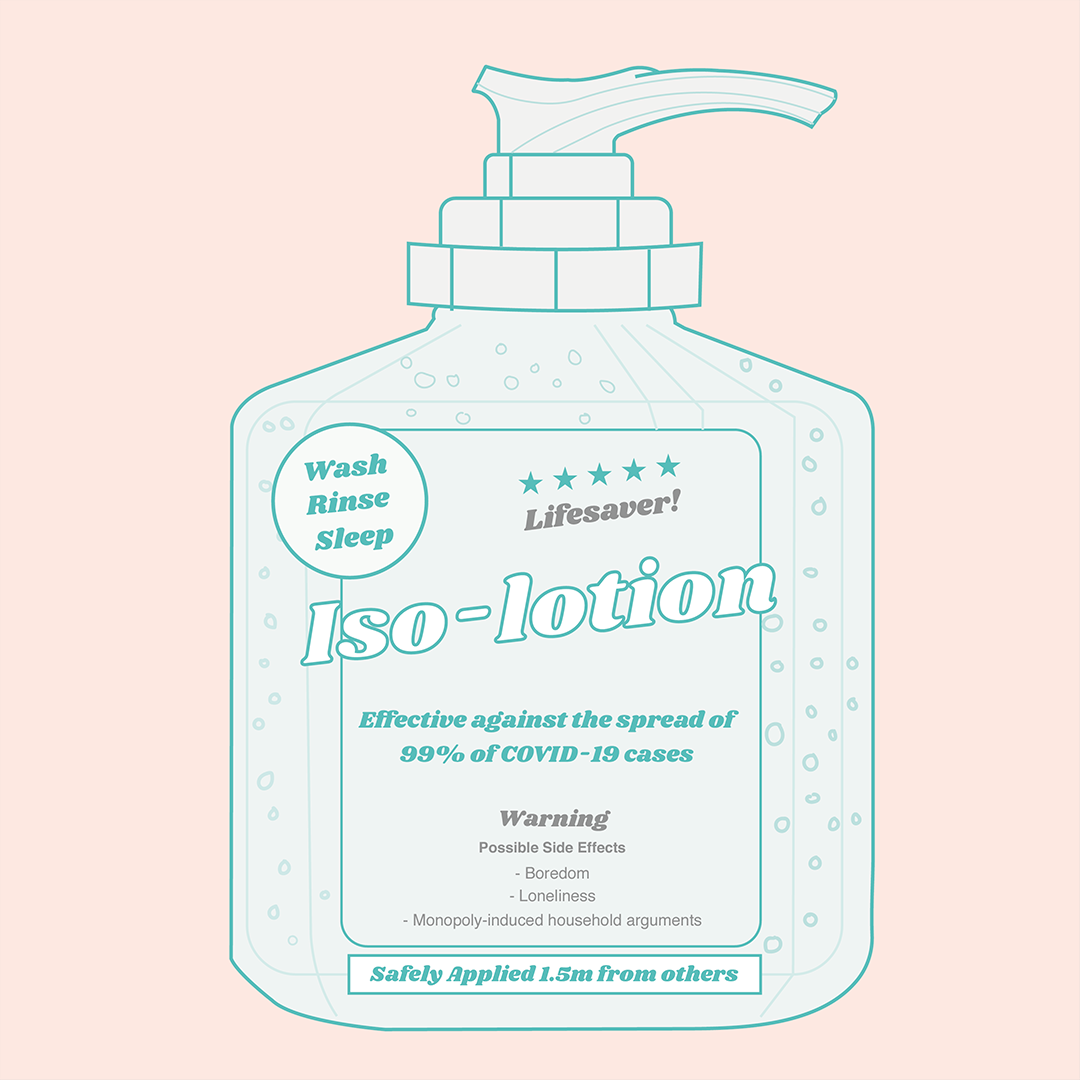 Wash
Rinse
Sleep
Lifesaver!
Iso-lotion
Effective against the spread of
99% of COVID-19 cases
Warning
Possible Side Effects
- Boredom
- Loneliness
- Monopoly-induced household arguments
Safely Applied 1.5m from others